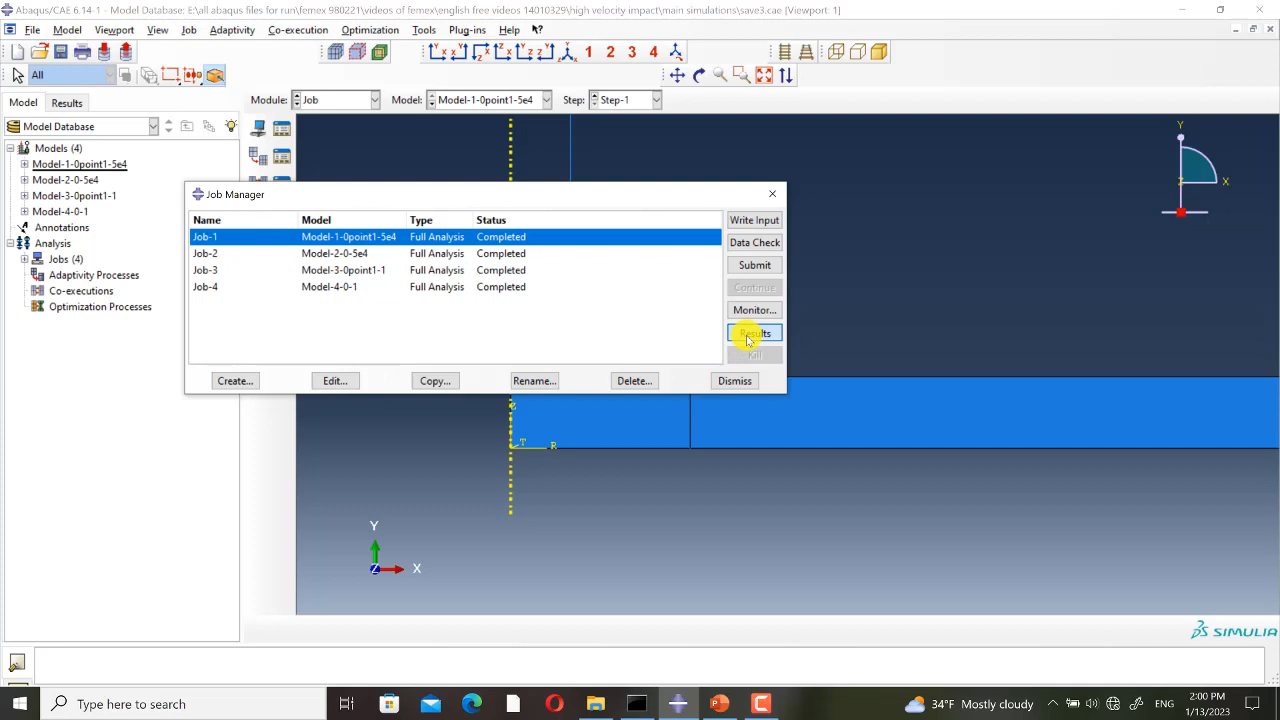 Abaqus/CAE 6.14-1 - Model Database: E:\all abaqus files for run\femex 980221\videos of femex\english free videos 14010329\high velocity impact\main simulations\save3.cae [Viewport: 1]
File Model Viewport View Job Adaptivity Co-execution Optimization Tools Plug-ins Help
1 2 3 4
All
Model Results
Module: Job Model: Model-1-0point1-5e4 Step: Step-1
Model Database
Models (4)
Model-1-0point1-5e4
Model-2-0-5e4
Model-3-0point1-1
Model-4-0-1
Annotations
Analysis
Jobs (4)
Adaptivity Processes
Co-executions
Optimization Processes
Job Manager
Name Model Type Status
Job-1 Model-1-0point1-5e4 Full Analysis Completed
Job-2 Model-2-0-5e4 Full Analysis Completed
Job-3 Model-3-0point1-1 Full Analysis Completed
Job-4 Model-4-0-1 Full Analysis Completed
Write Input
Data Check
Submit
Continue
Monitor...
Results
Kill
Create... Edit... Copy... Rename... Delete... Dismiss
Y
X
Z
T R
Y
Z X
SIMULIA
Type here to search
34°F Mostly cloudy
ENG
2:00 PM
1/13/2023